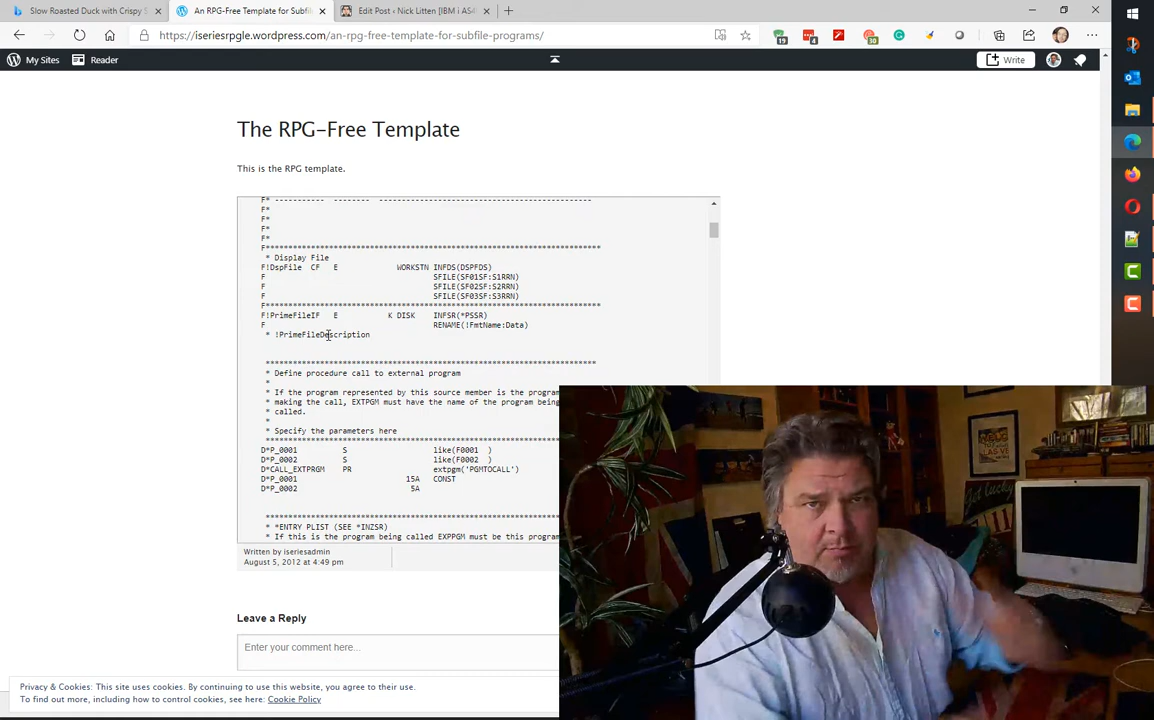 Slow Roasted Duck with Crispy S
An RPG-Free Template for Subfil
Edit Post ‹ Nick Litten [IBM i AS4
https://iseriesrpgle.wordpress.com/an-rpg-free-template-for-subfile-programs/
19
4
30
My Sites
Reader
Write
The RPG-Free Template
This is the RPG template.
F* ----------- -------- -----------------------------------------------
F*
F*
F*
F*
F**************************************************************************
* Display File
F!DspFile CF E WORKSTN INFDS(DSPFDS)
F SFILE(SF01SF:S1RRN)
F SFILE(SF02SF:S2RRN)
F SFILE(SF03SF:S3RRN)
F**************************************************************************
F!PrimeFileIF E K DISK INFSR(*PSSR)
F RENAME(!FmtName:Data)
* !PrimeFileDescription
**************************************************************************
* Define procedure call to external program
*
* If the program represented by this source member is the program
* making the call, EXTPGM must have the name of the program being
* called.
*
* Specify the parameters here
**************************************************************************
D*P_0001 S like(F0001 )
D*P_0002 S like(F0002 )
D*CALL_EXTPRGM PR extpgm('PGMTOCALL')
D*P_0001 15A CONST
D*P_0002 5A
**************************************************************************
* *ENTRY PLIST (SEE *INZSR)
* If this is the program being called EXPPGM must be this program
Written by iseriesadmin
August 5, 2012 at 4:49 pm
Leave a Reply
Enter your comment here...
Privacy & Cookies: This site uses cookies. By continuing to use this website, you agree to their use.
To find out more, including how to control cookies, see here: Cookie Policy
Get lucky